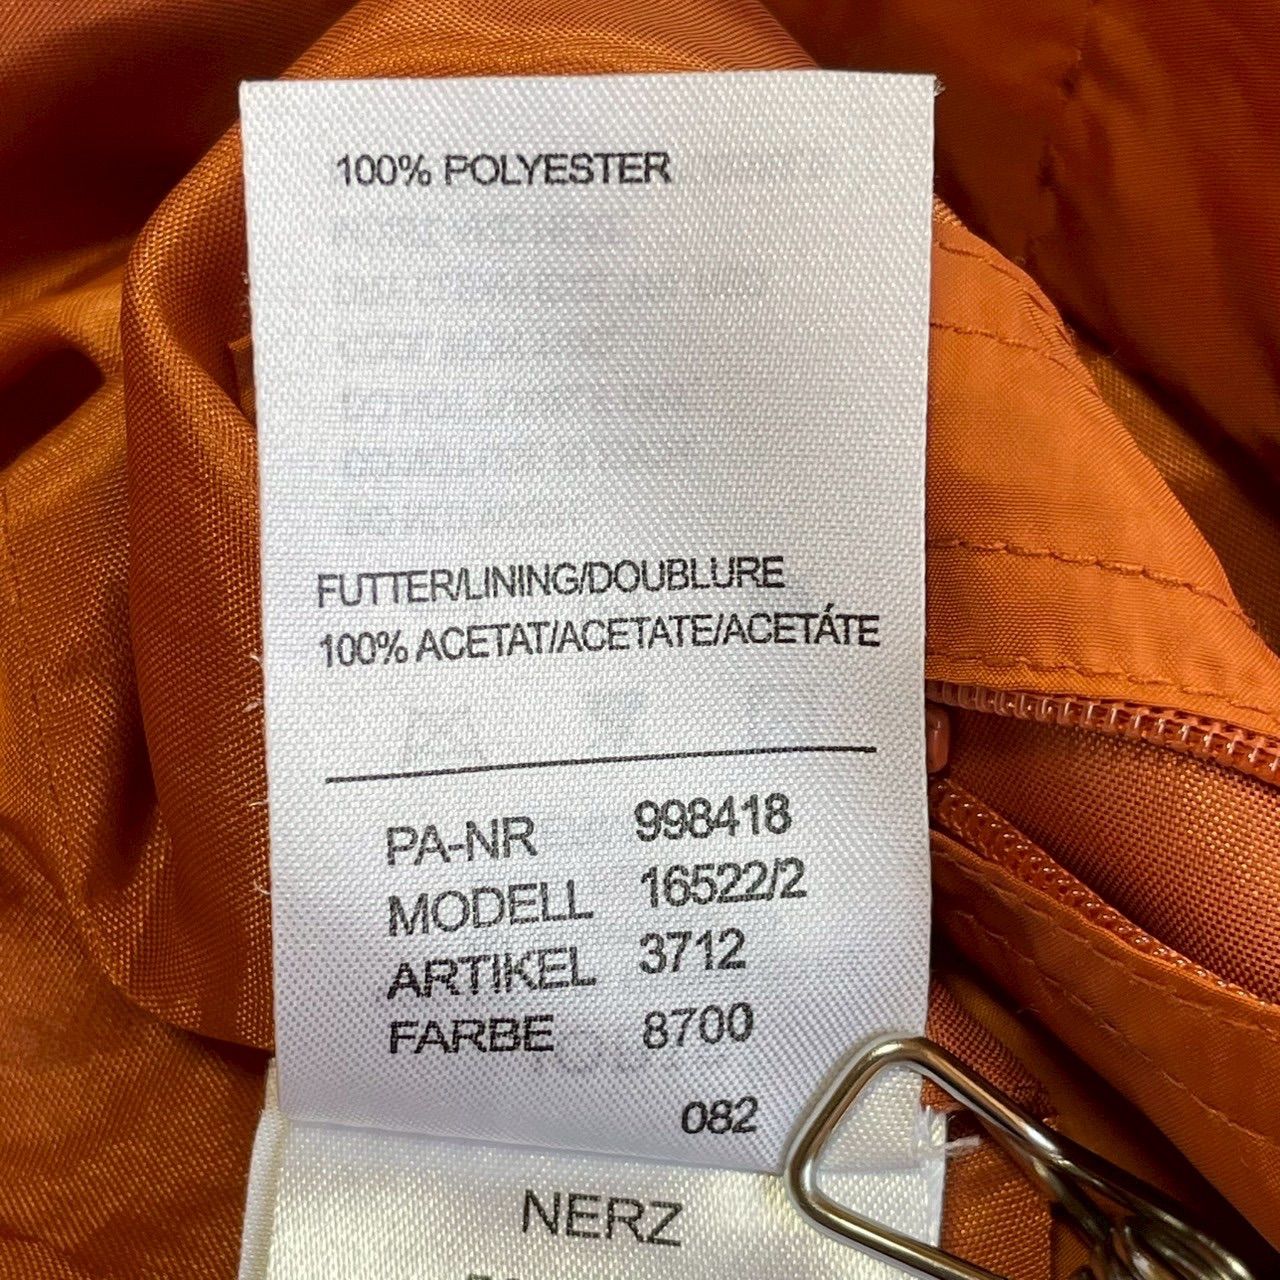 100% POLYESTER
FUTTER/LINING/DOUBLURE
100% ACETAT/ACETATE/ACETÁTE
PA-NR 998418
MODELL 16522/2
ARTIKEL 3712
FARBE 8700
082
NERZ